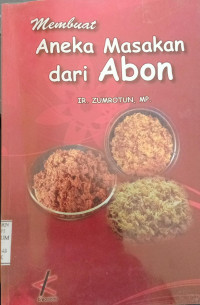 Membuat
Aneka Masakan
dari Abon
IR. ZUMROTUN, MP.